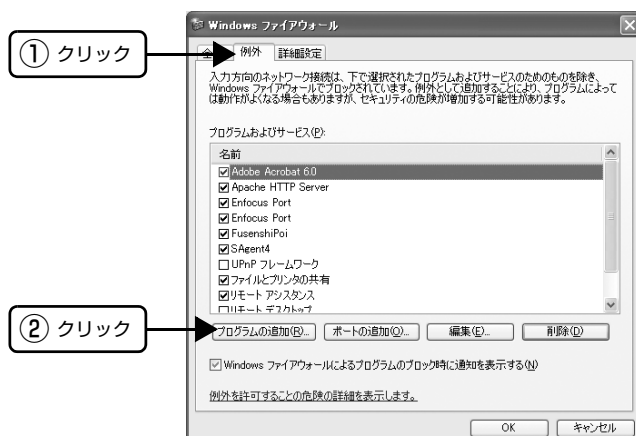 Windows ファイアウォール
① クリック
例外
詳細設定
入力方向のネットワーク接続は、下で選択されたプログラムおよびサービスのためのものを除き、
Windows ファイアウォールでブロックされています。例外として追加することにより、プログラムによって
は動作がよくなる場合もありますが、セキュリティの危険が増加する可能性があります。
プログラムおよびサービス(P):
名前
Adobe Acrobat 6.0
Apache HTTP Server
Enfocus Port
Enfocus Port
FusenshiPoi
SAgent4
UPnP フレームワーク
ファイルとプリンタの共有
リモート アシスタンス
リモート デスクトップ
② クリック
プログラムの追加(R)... ポートの追加(O)... 編集(E)... 削除(D)
Windows ファイアウォールによるプログラムのブロック時に通知を表示する(N)
例外を許可することの危険の詳細を表示します。
OK キャンセル